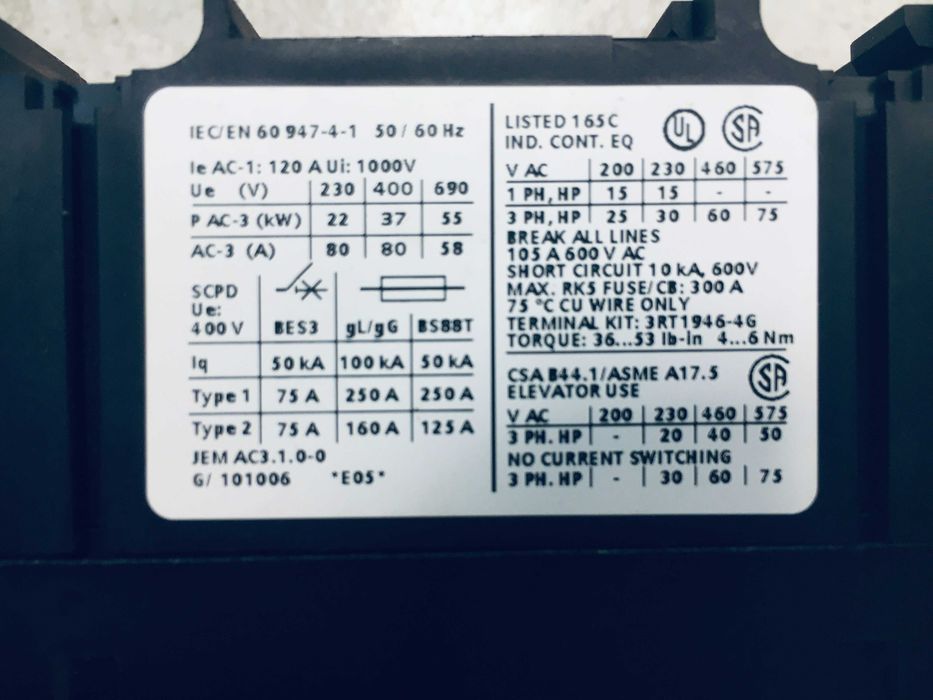 IEC/EN 60 947-4-1 50 / 60 Hz
Ie AC-1: 120 A Ui: 1000V
Ue (V) 230 400 690
P AC-3 (kW) 22 37 55
AC-3 (A) 80 80 58
SCPD
Ue:
400 V BES3 gL/gG BS88T
Iq 50 kA 100 kA 50 kA
Type 1 75 A 250 A 250 A
Type 2 75 A 160 A 125 A
JEM AC3.1.0-0
G/ 101006 *E05*
LISTED 165C UL SA
IND. CONT. EQ
V AC 200 230 460 575
1 PH, HP 15 15 - -
3 PH, HP 25 30 60 75
BREAK ALL LINES
105 A 600 V AC
SHORT CIRCUIT 10 kA, 600V
MAX. RK5 FUSE/CB: 300 A
75 °C CU WIRE ONLY
TERMINAL KIT: 3RT1946-4G
TORQUE: 36...53 lb-in 4...6 Nm
CSA B44.1/ASME A17.5 SA
ELEVATOR USE
V AC 200 230 460 575
3 PH. HP - 20 40 50
NO CURRENT SWITCHING
3 PH. HP - 30 60 75